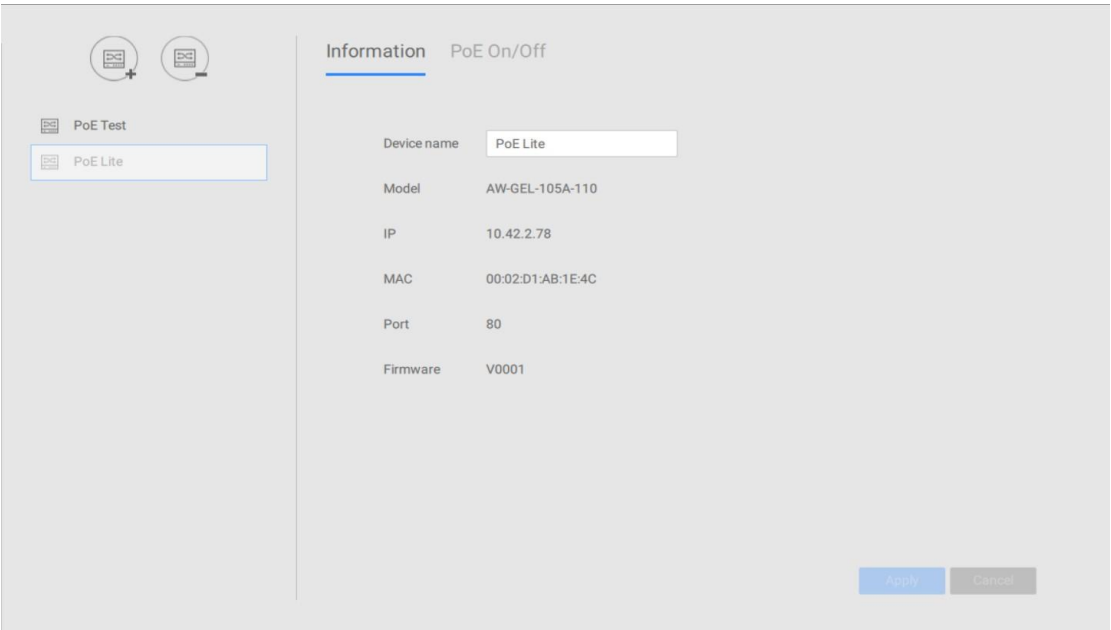 Information PoE On/Off
PoE Test
PoE Lite
Device name PoE Lite
Model AW-GEL-105A-110
IP 10.42.2.78
MAC 00:02:D1:AB:1E:4C
Port 80
Firmware V0001
Apply Cancel